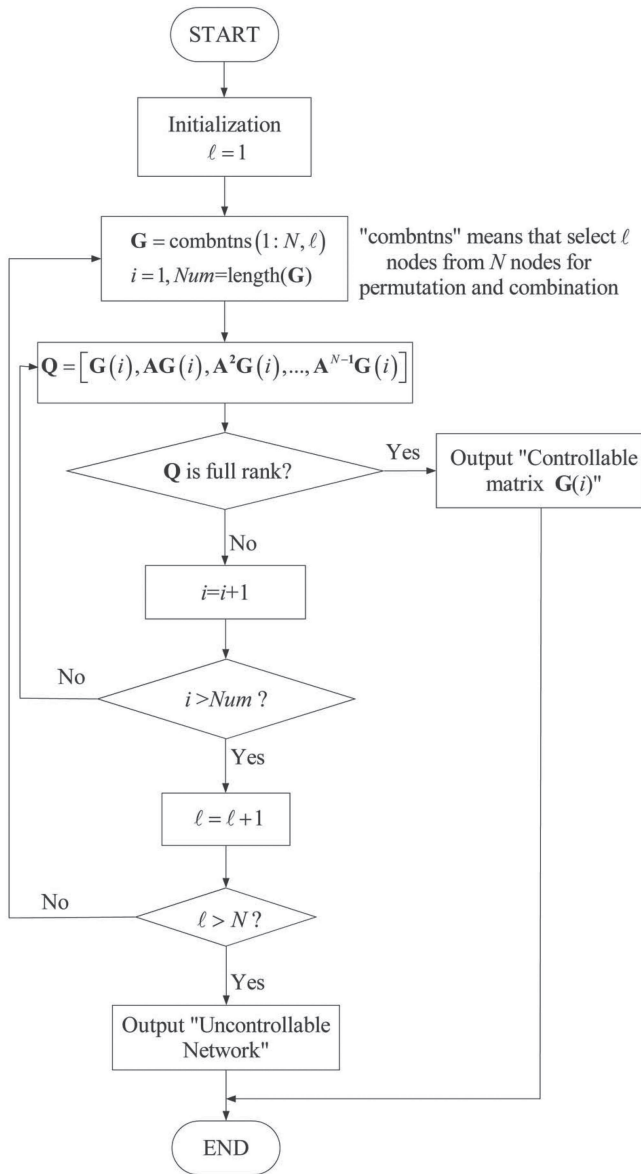 START
Initialization
ℓ = 1
G = combntns(1: N, ℓ)
i = 1, Num=length(G)
"combntns" means that select ℓ
nodes from N nodes for
permutation and combination
Q = [G(i), AG(i), A²G(i),..., Aᴺ⁻¹G(i)]
Q is full rank?
Yes
Output "Controllable
matrix G(i)"
No
i=i+1
No
i >Num ?
Yes
ℓ = ℓ +1
No
ℓ > N ?
Yes
Output "Uncontrollable
Network"
END